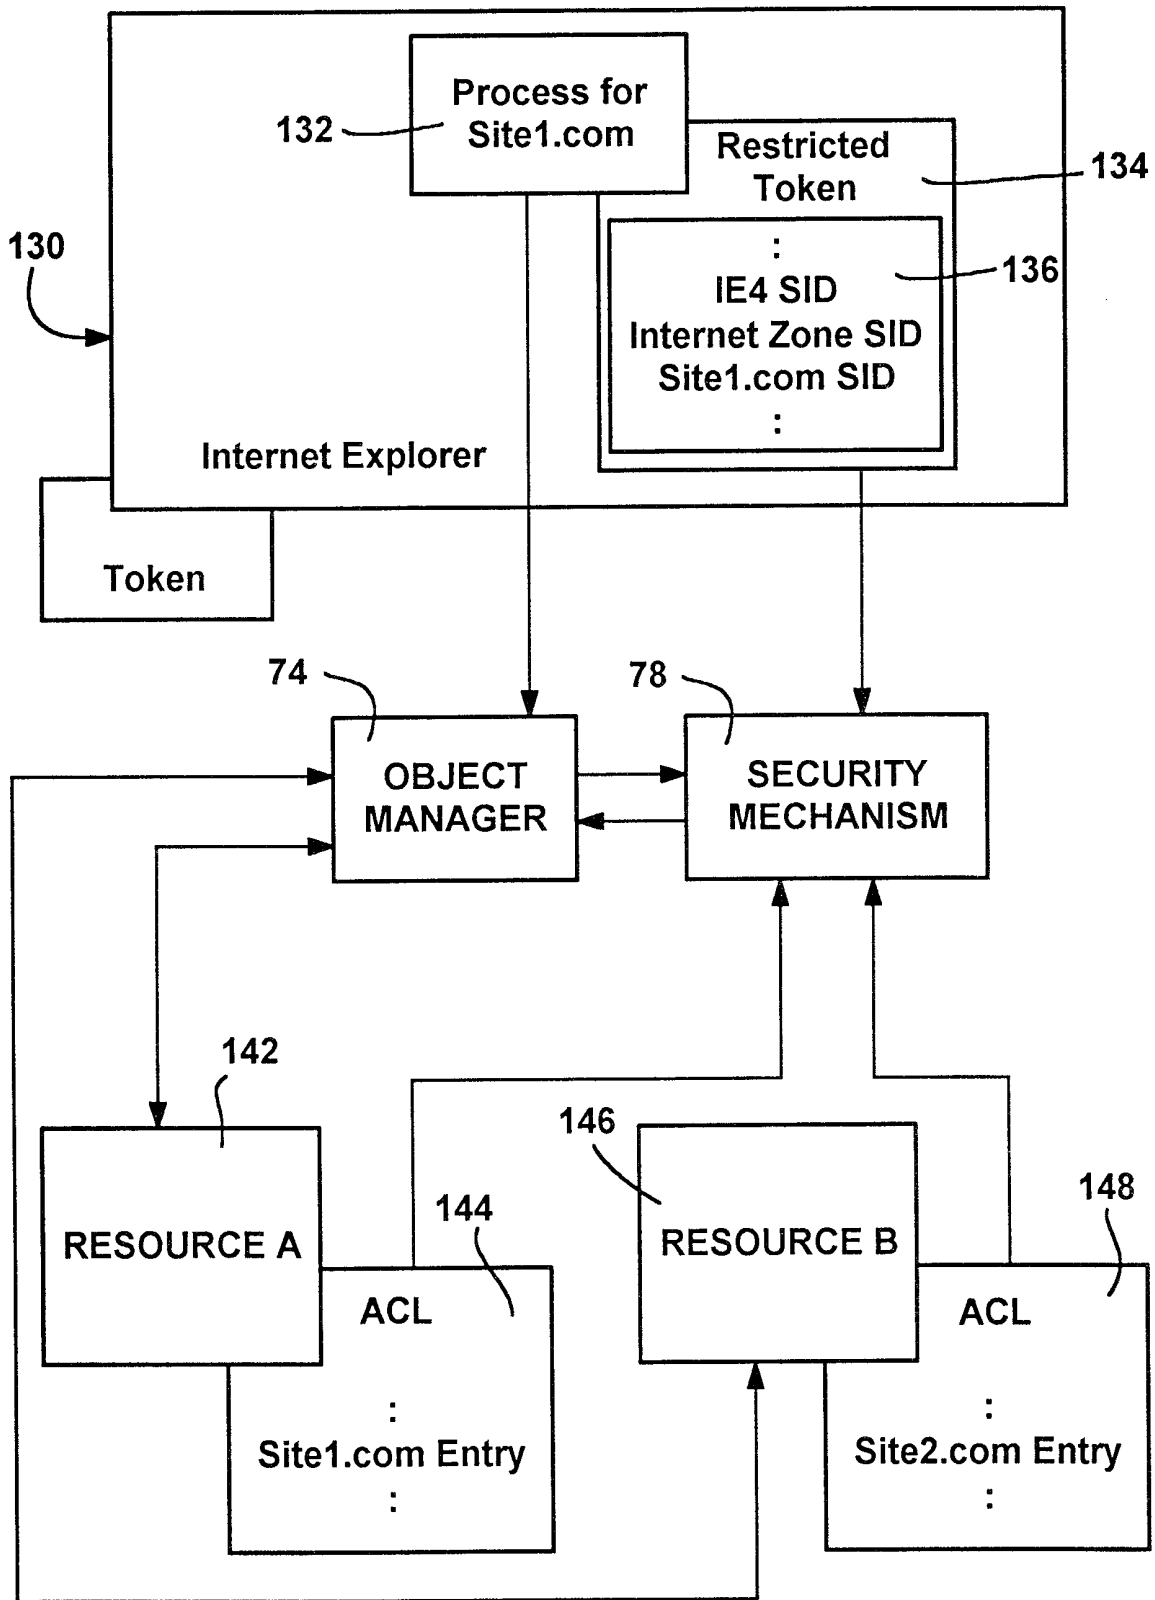 Process for
Site1.com
132
Restricted
Token
134
130
:
IE4 SID
Internet Zone SID
Site1.com SID
:
136
Internet Explorer
Token
74
78
OBJECT
MANAGER
SECURITY
MECHANISM
142
146
144
148
RESOURCE A
RESOURCE B
ACL
ACL
:
Site1.com Entry
:
:
Site2.com Entry
: